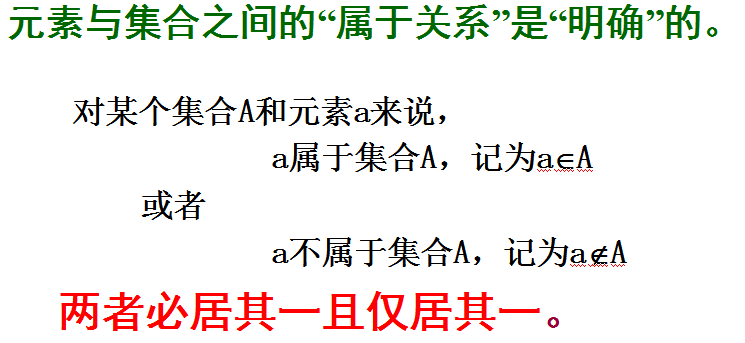 元素与集合之间的“属于关系”是“明确”的。
对某个集合A和元素a来说，
a属于集合A，记为a∈A
或者
a不属于集合A，记为a∉A
两者必居其一且仅居其一。